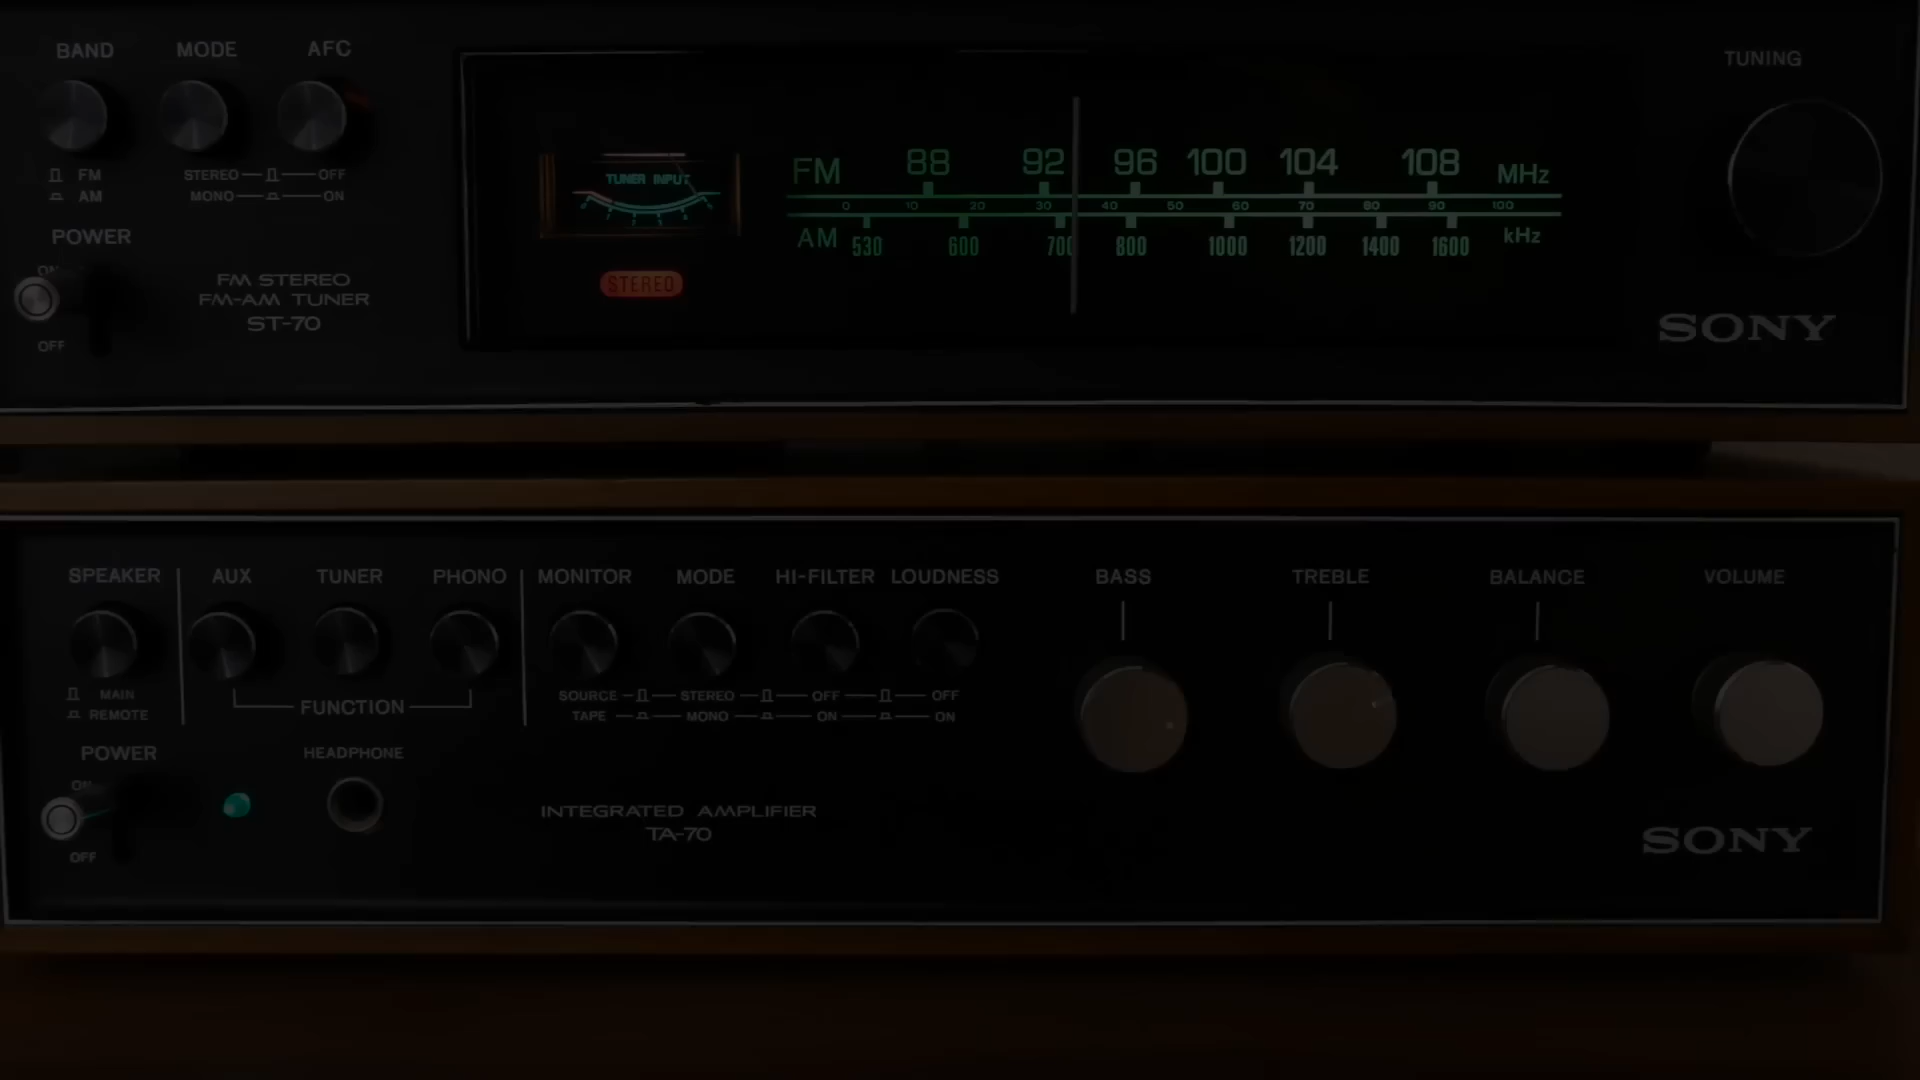 BAND MODE AFC TUNING
FM STEREO OFF
AM MONO ON
POWER
ON
OFF
FM STEREO
FM-AM TUNER
ST-70
TUNER INPUT
STEREO
FM 88 92 96 100 104 108 MHz
0 10 20 30 40 50 60 70 80 90 100
AM 530 600 700 800 1000 1200 1400 1600 kHz
SONY
SPEAKER AUX TUNER PHONO MONITOR MODE HI-FILTER LOUDNESS BASS TREBLE BALANCE VOLUME
MAIN SOURCE STEREO OFF OFF
REMOTE FUNCTION TAPE MONO ON ON
POWER HEADPHONE
ON
OFF
INTEGRATED AMPLIFIER
TA-70
SONY